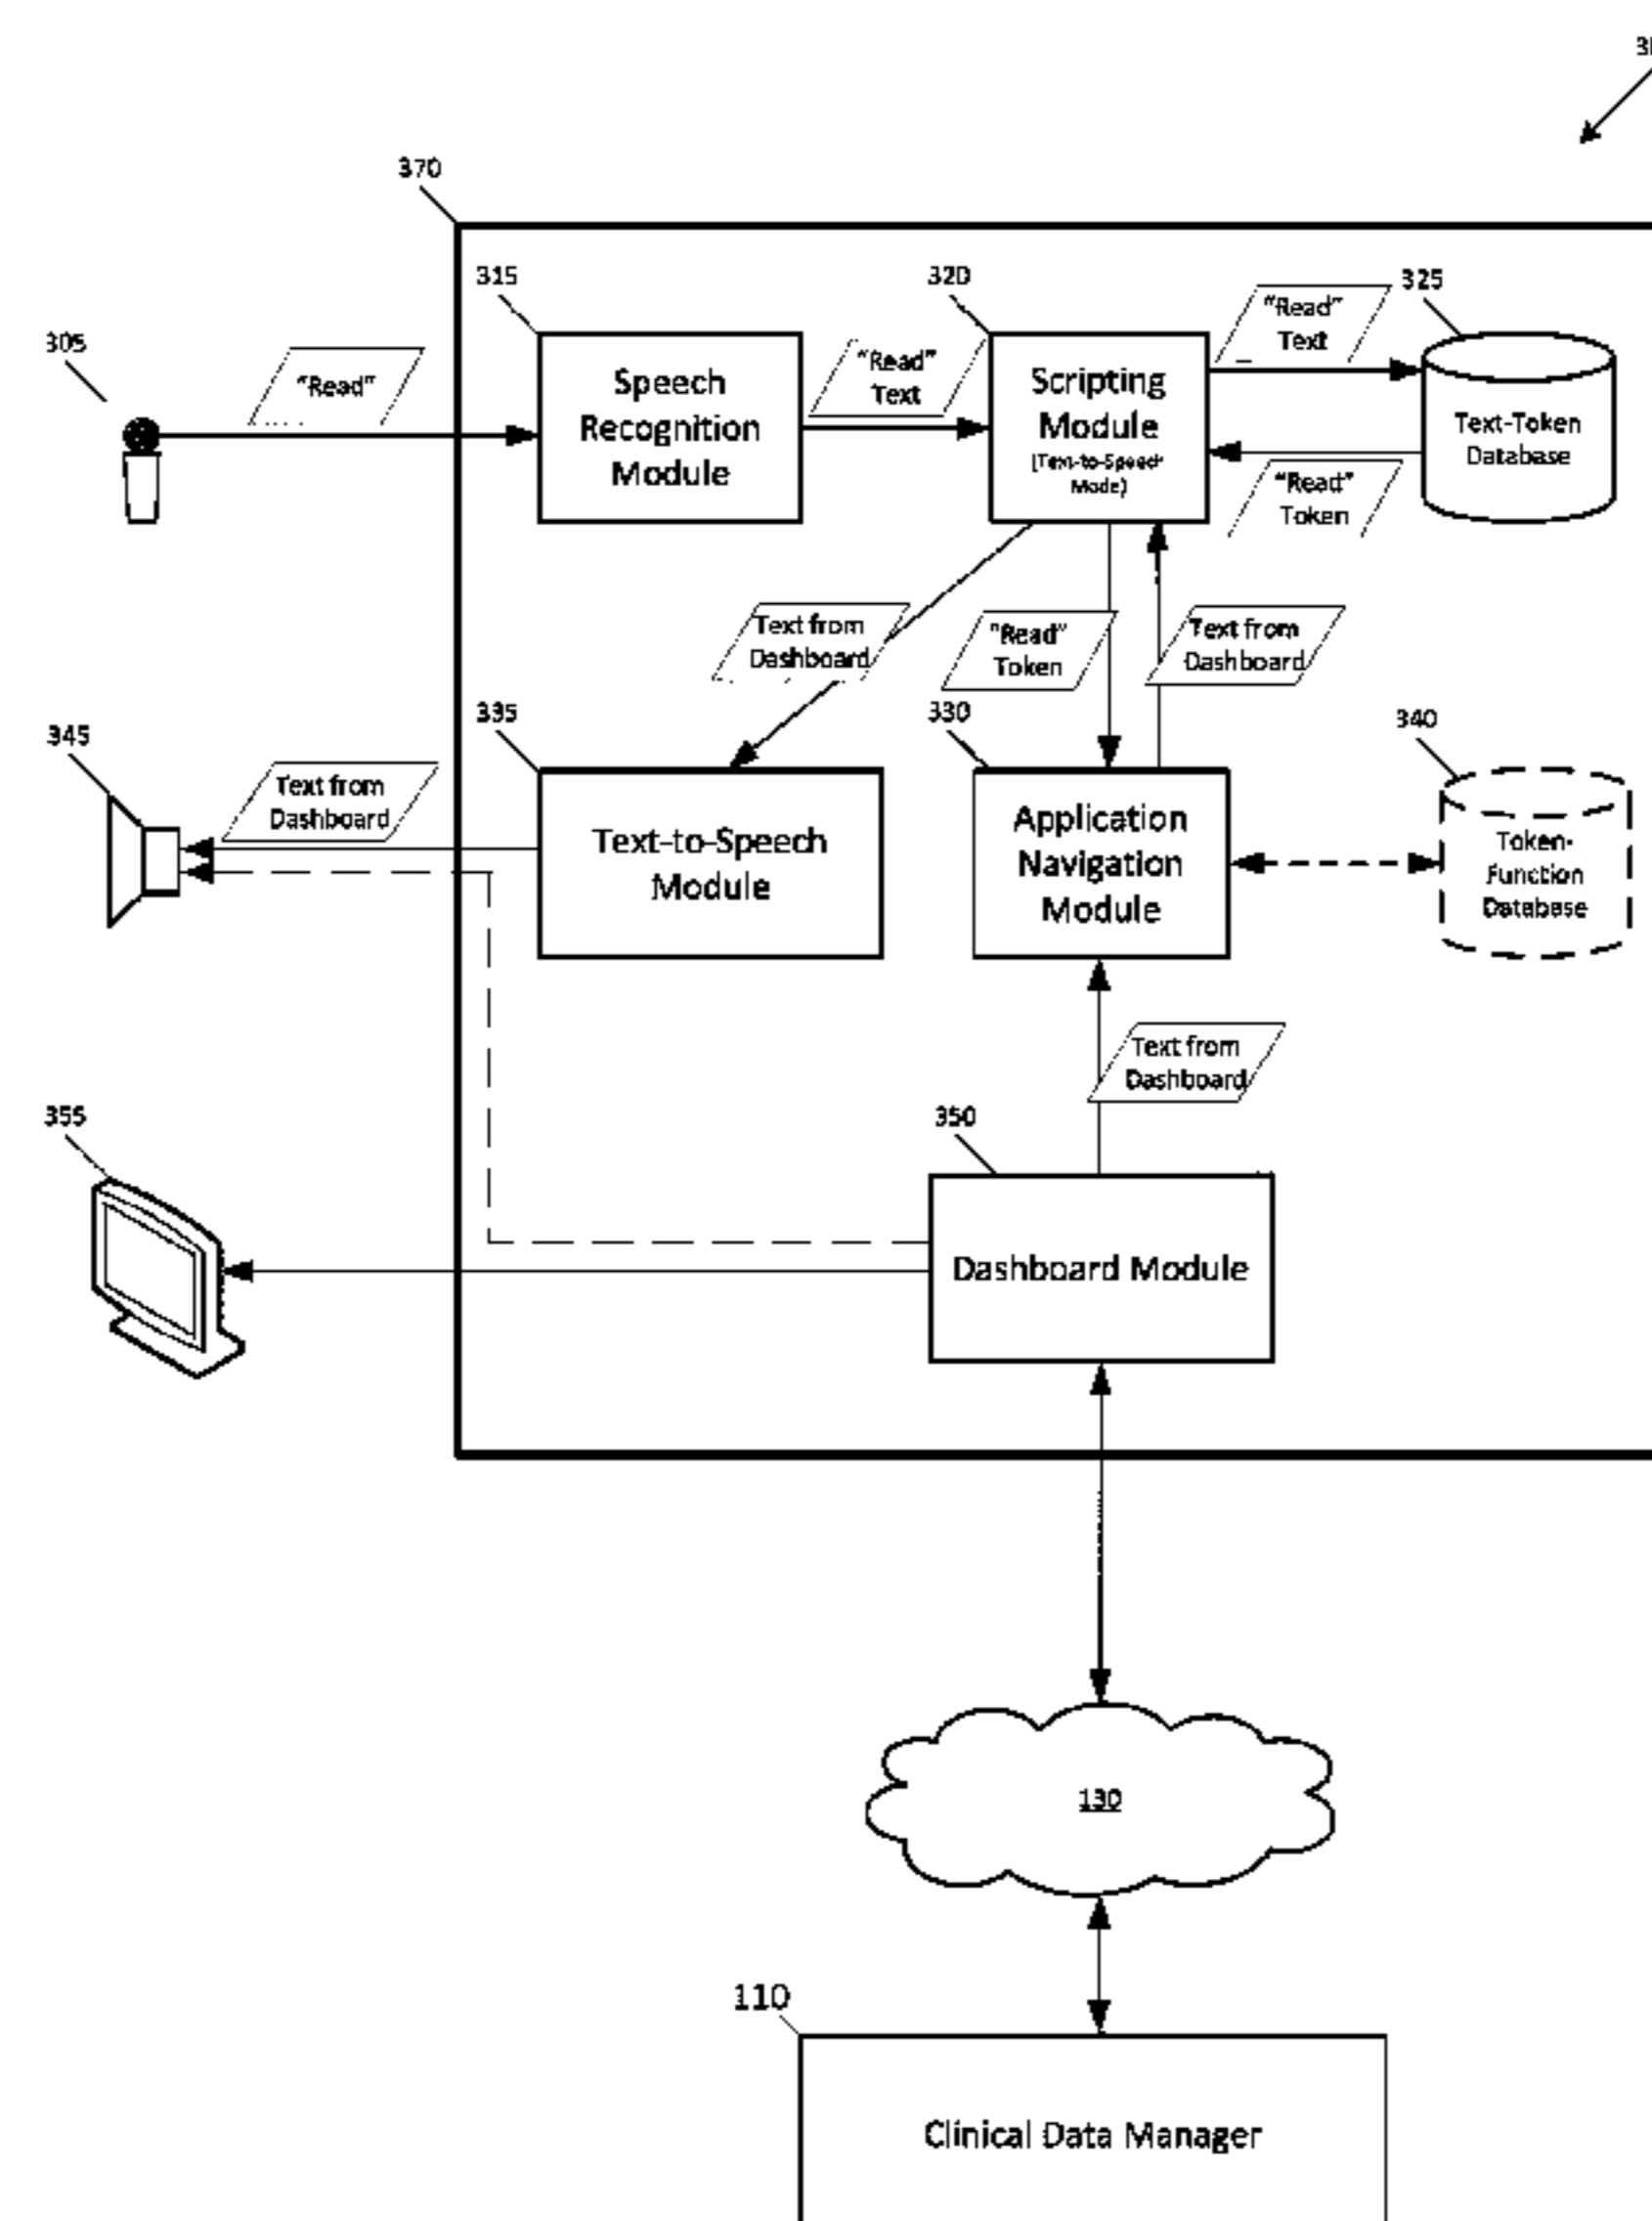 370
315
320
325
305
"Read"
Speech
Recognition
Module
"Read"
Text
Scripting
Module
(Text-to-Speech
Mode)
"Read"
Text
Text-Token
Database
"Read"
Token
Text from
Dashboard
"Read"
Token
Text from
Dashboard
335
330
340
345
Text from
Dashboard
Text-to-Speech
Module
Application
Navigation
Module
Token-
Function
Database
Text from
Dashboard
355
350
Dashboard Module
130
110
Clinical Data Manager